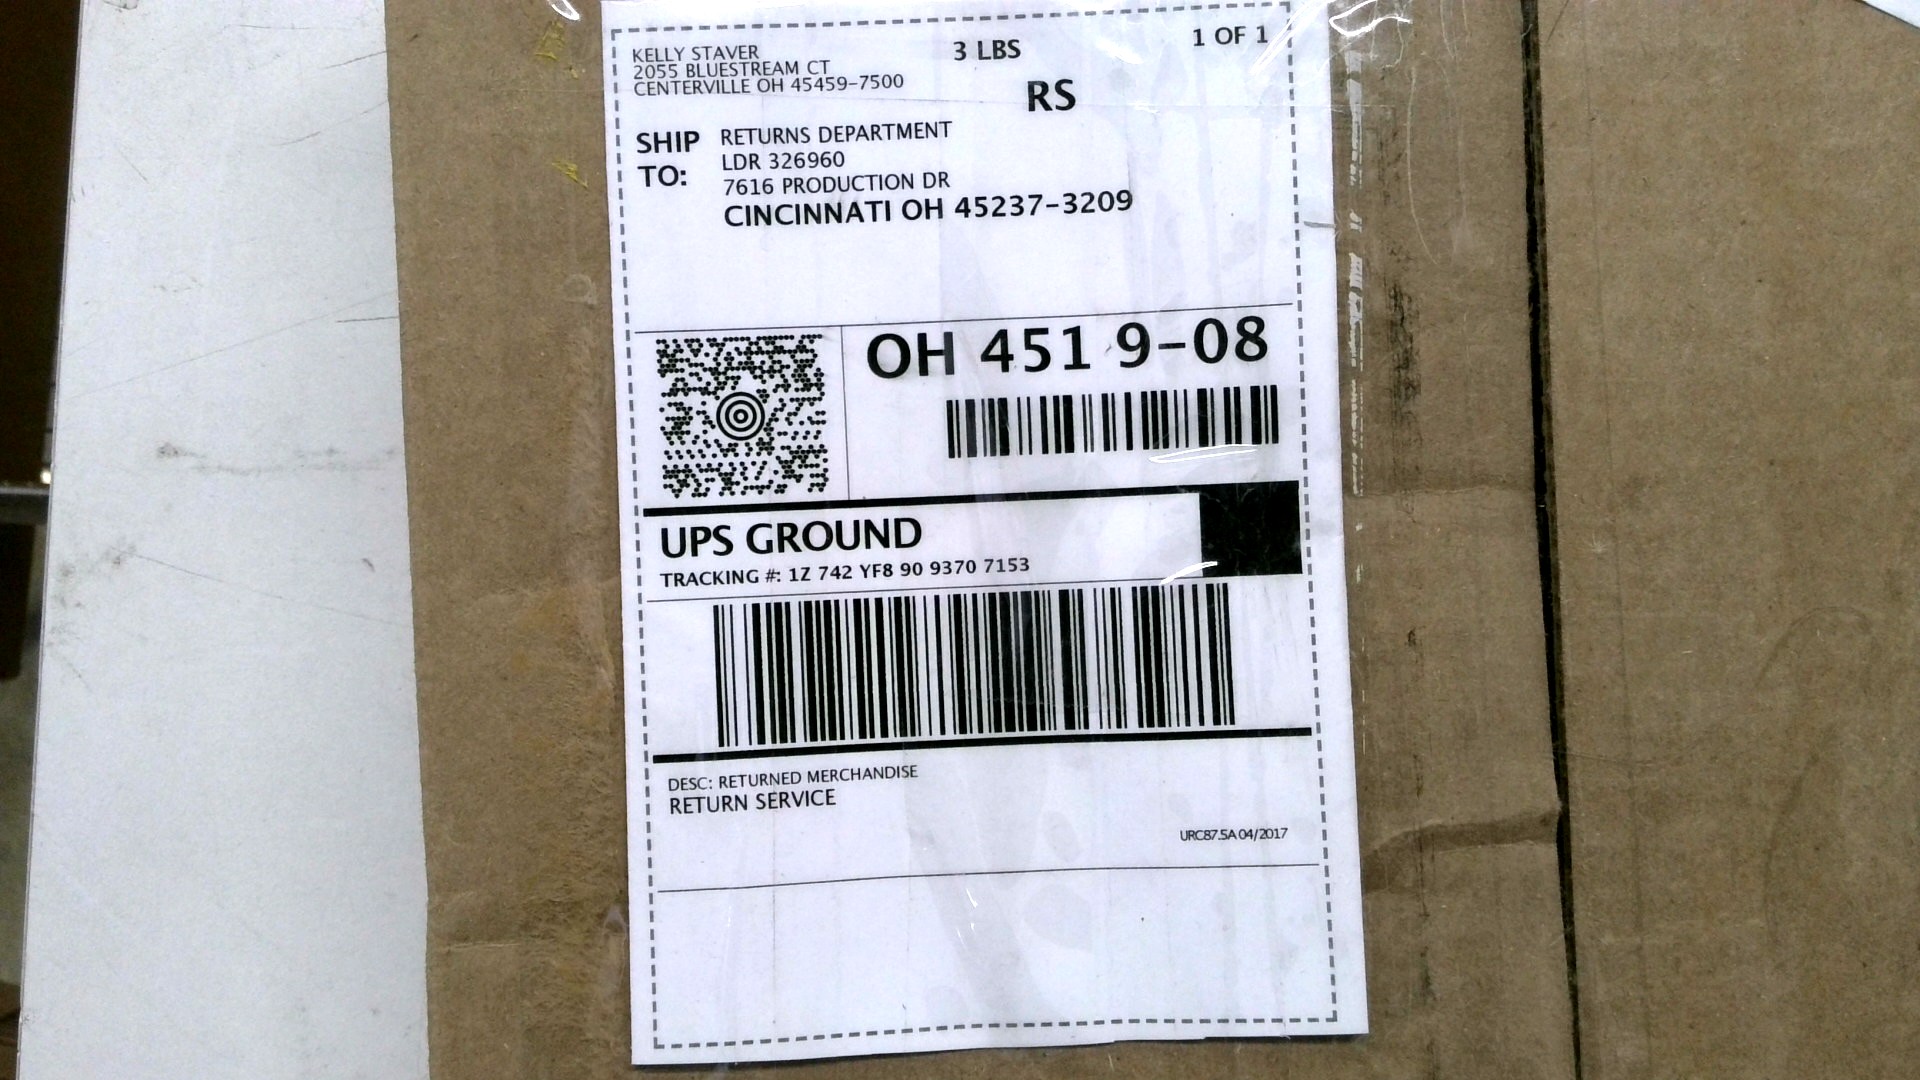 KELLY STAVER
2055 BLUESTREAM CT
CENTERVILLE OH 45459-7500
3 LBS
1 OF 1
RS
SHIP TO:
RETURNS DEPARTMENT
LDR 326960
7616 PRODUCTION DR
CINCINNATI OH 45237-3209
OH 451 9-08
UPS GROUND
TRACKING #: 1Z 742 YF8 90 9370 7153
DESC: RETURNED MERCHANDISE
RETURN SERVICE
URC87.5A 04/2017